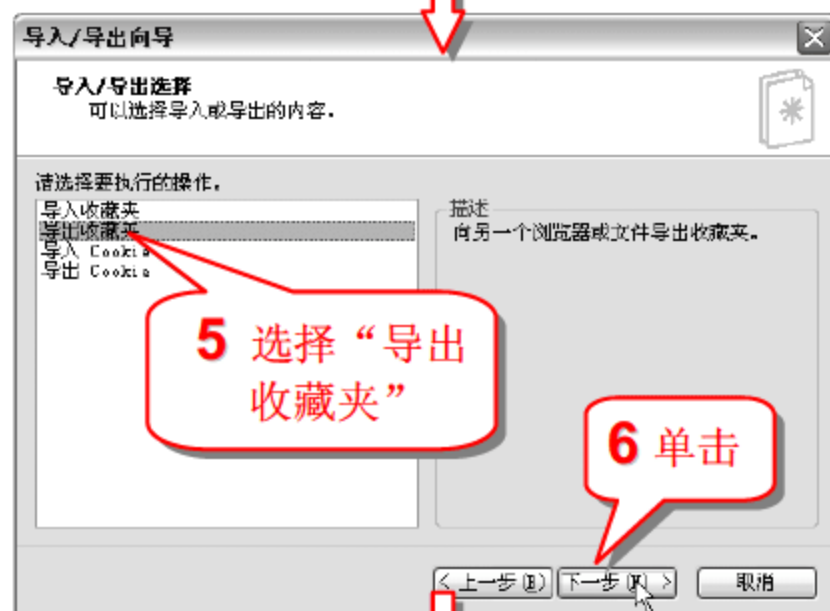 导入/导出向导
导入/导出选择
可以选择导入或导出的内容。
请选择要执行的操作。
导入收藏夹
导出收藏夹
导入 Cookie
导出 Cookie
描述
向另一个浏览器或文件导出收藏夹。
5 选择“导出
收藏夹”
6 单击
< 上一步(B)
下一步(N) >
取消